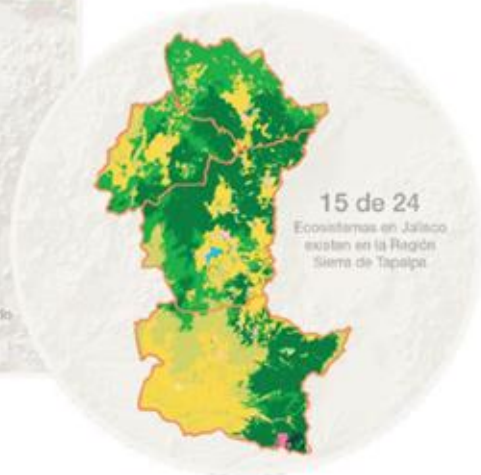 15 de 24
Ecosistemas en Jalisco
existen en la Región
Sierra de Tapalpa